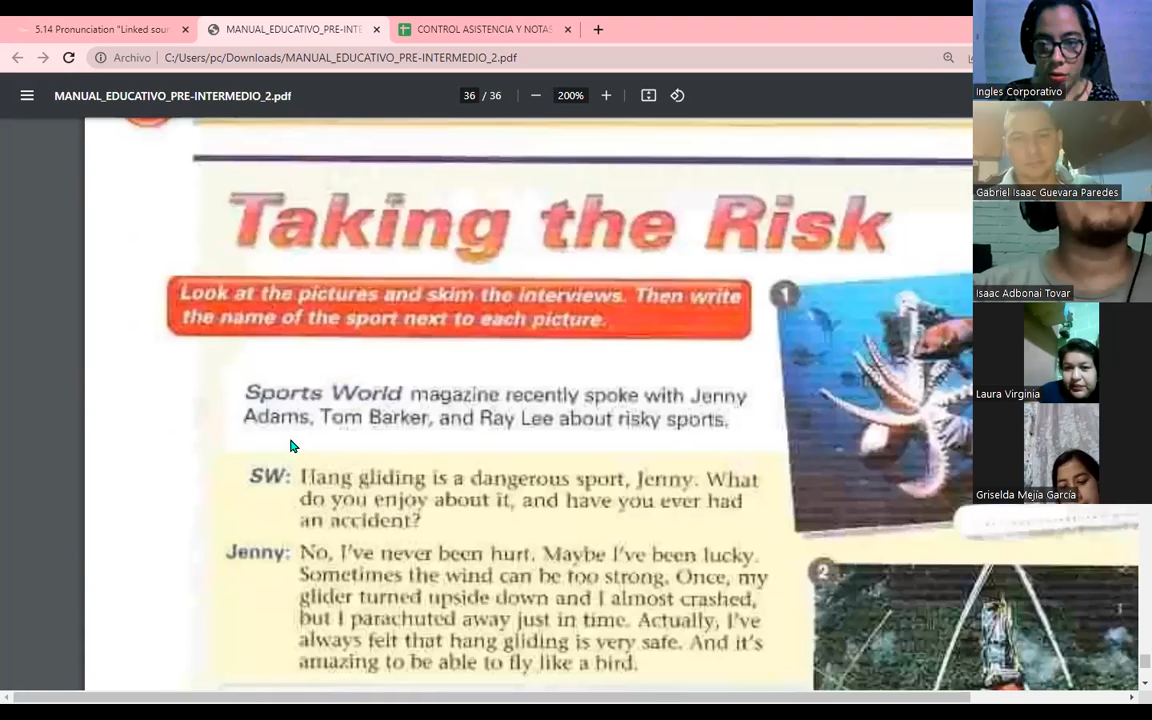 5.14 Pronunciation "Linked soun
MANUAL_EDUCATIVO_PRE-INTE
CONTROL ASISTENCIA Y NOTAS
Archivo
C:/Users/pc/Downloads/MANUAL_EDUCATIVO_PRE-INTERMEDIO_2.pdf
MANUAL_EDUCATIVO_PRE-INTERMEDIO_2.pdf
36 / 36
200%
Taking the Risk
Look at the pictures and skim the interviews. Then write
the name of the sport next to each picture.
1
Sports World magazine recently spoke with Jenny
Adams, Tom Barker, and Ray Lee about risky sports.
SW: Hang gliding is a dangerous sport, Jenny. What
do you enjoy about it, and have you ever had
an accident?
Jenny: No, I've never been hurt. Maybe I've been lucky.
Sometimes the wind can be too strong. Once, my
glider turned upside down and I almost crashed,
but I parachuted away just in time. Actually, I've
always felt that hang gliding is very safe. And it's
amazing to be able to fly like a bird.
2
Ingles Corporativo
Gabriel Isaac Guevara Paredes
Isaac Adbonai Tovar
Laura Virginia
Griselda Mejía García